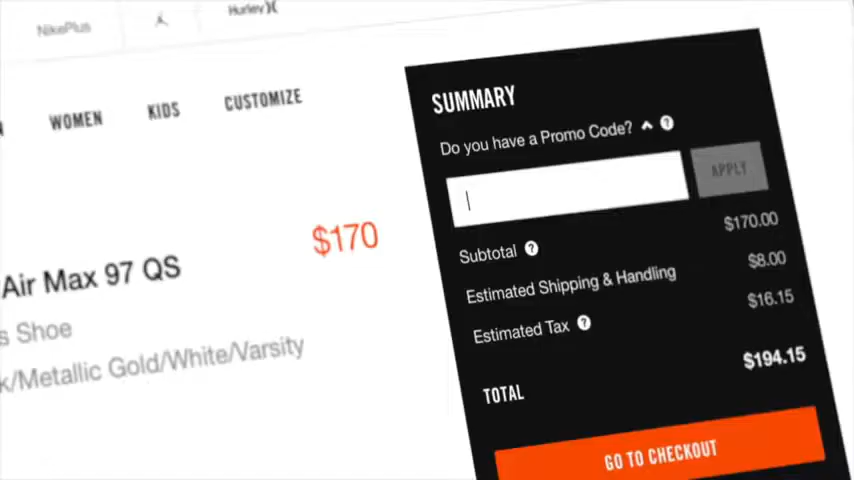 NikePlus
Hurley
WOMEN KIDS CUSTOMIZE
$170
Air Max 97 QS
s Shoe
k/Metallic Gold/White/Varsity
SUMMARY
Do you have a Promo Code? ?
APPLY
Subtotal ? $170.00
Estimated Shipping & Handling $8.00
Estimated Tax ? $16.15
TOTAL $194.15
GO TO CHECKOUT